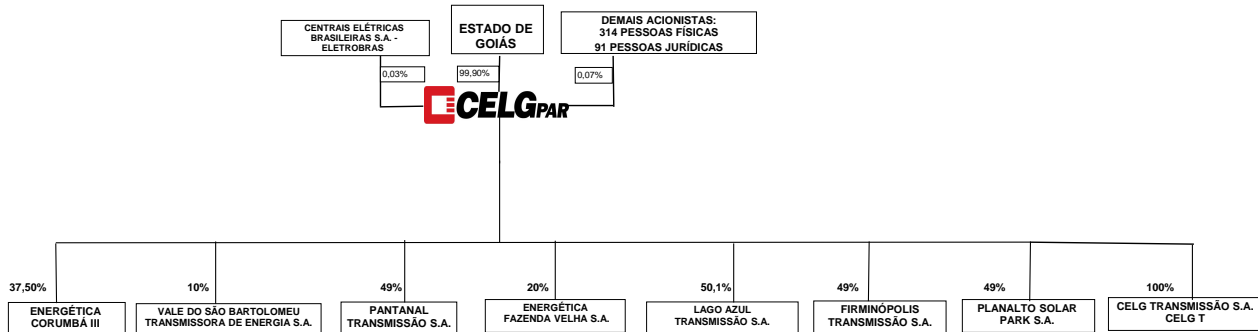 CENTRAIS ELÉTRICAS
BRASILEIRAS S.A. -
ELETROBRAS
ESTADO DE
GOIÁS
DEMAIS ACIONISTAS:
314 PESSOAS FÍSICAS
91 PESSOAS JURÍDICAS
0,03%
99,90%
0,07%
CELGPAR
37,50%
ENERGÉTICA
CORUMBÁ III
10%
VALE DO SÃO BARTOLOMEU
TRANSMISSORA DE ENERGIA S.A.
49%
PANTANAL
TRANSMISSÃO S.A.
20%
ENERGÉTICA
FAZENDA VELHA S.A.
50,1%
LAGO AZUL
TRANSMISSÃO S.A.
49%
FIRMINÓPOLIS
TRANSMISSÃO S.A.
49%
PLANALTO SOLAR
PARK S.A.
100%
CELG TRANSMISSÃO S.A.
CELG T